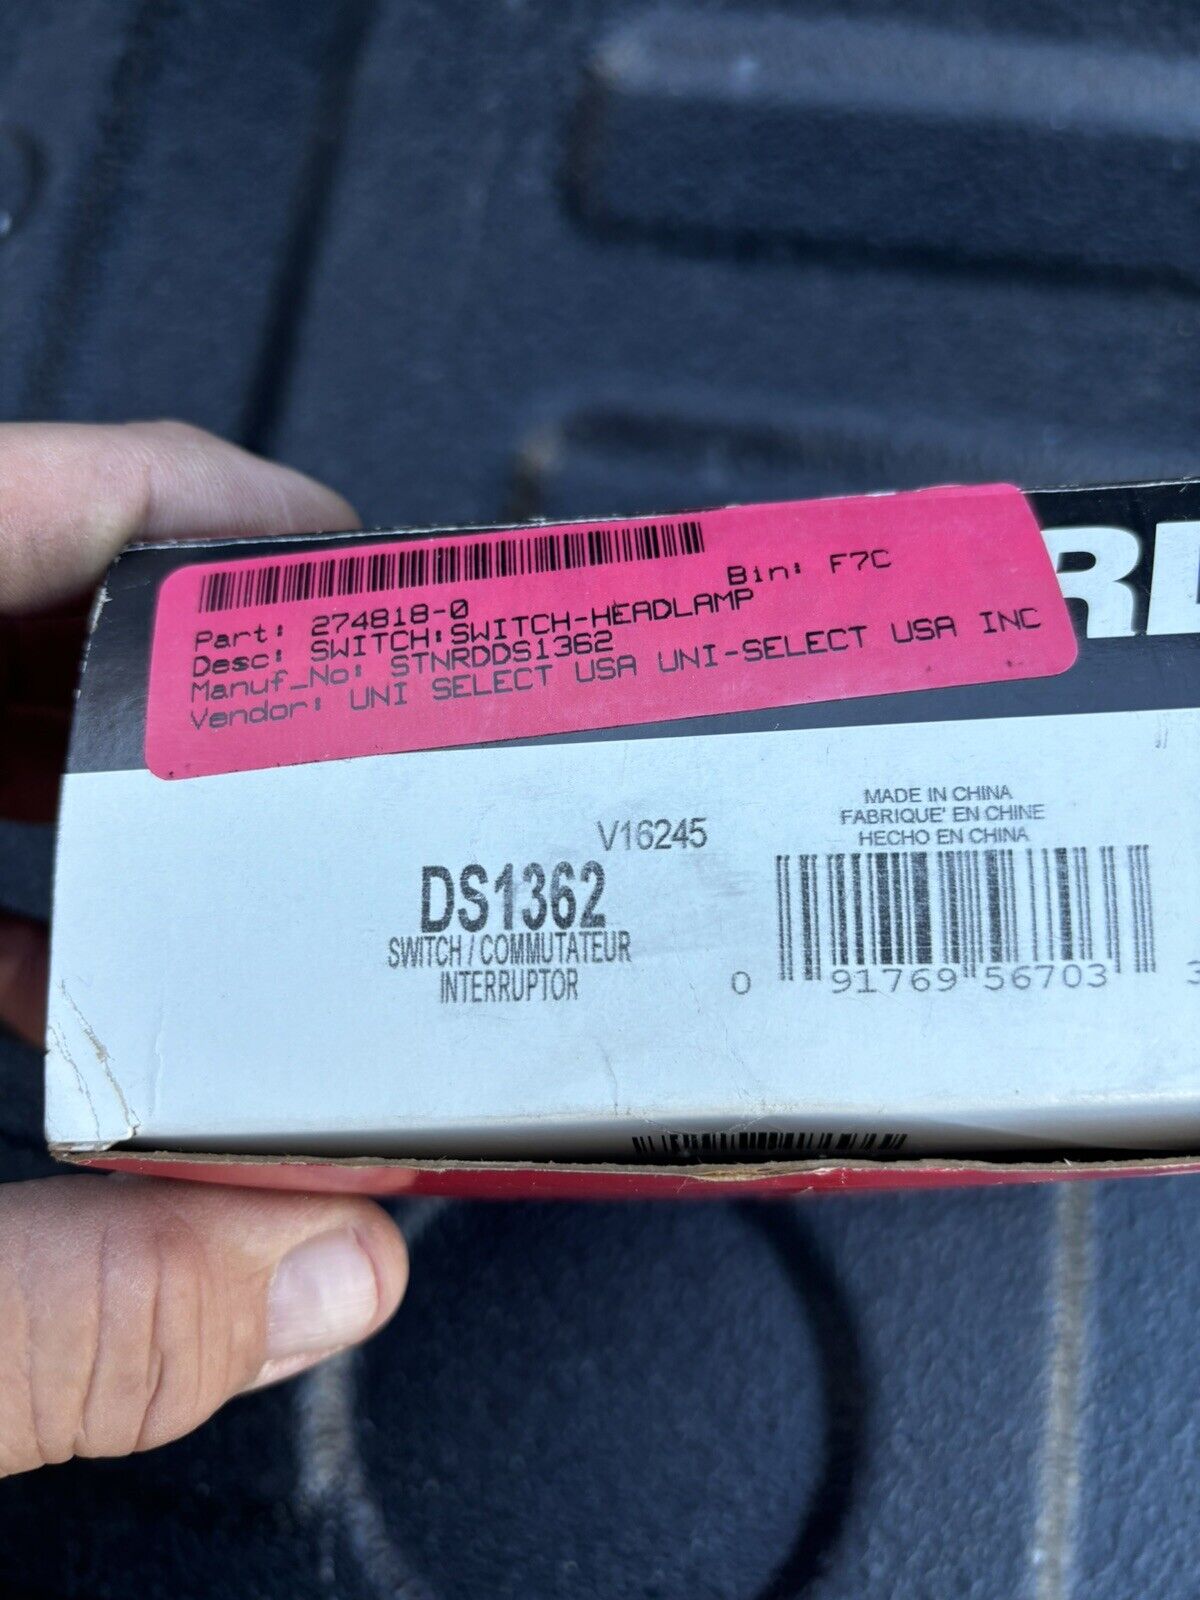 Bin: F7C
Part: 274818-0
Desc: SWITCH:SWITCH-HEADLAMP
Manuf_No: STNRDDS1362
Vendor: UNI SELECT USA UNI-SELECT USA INC
V16245
DS1362
SWITCH / COMMUTATEUR
INTERRUPTOR
MADE IN CHINA
FABRIQUE' EN CHINE
HECHO EN CHINA
0 91769 56703 3